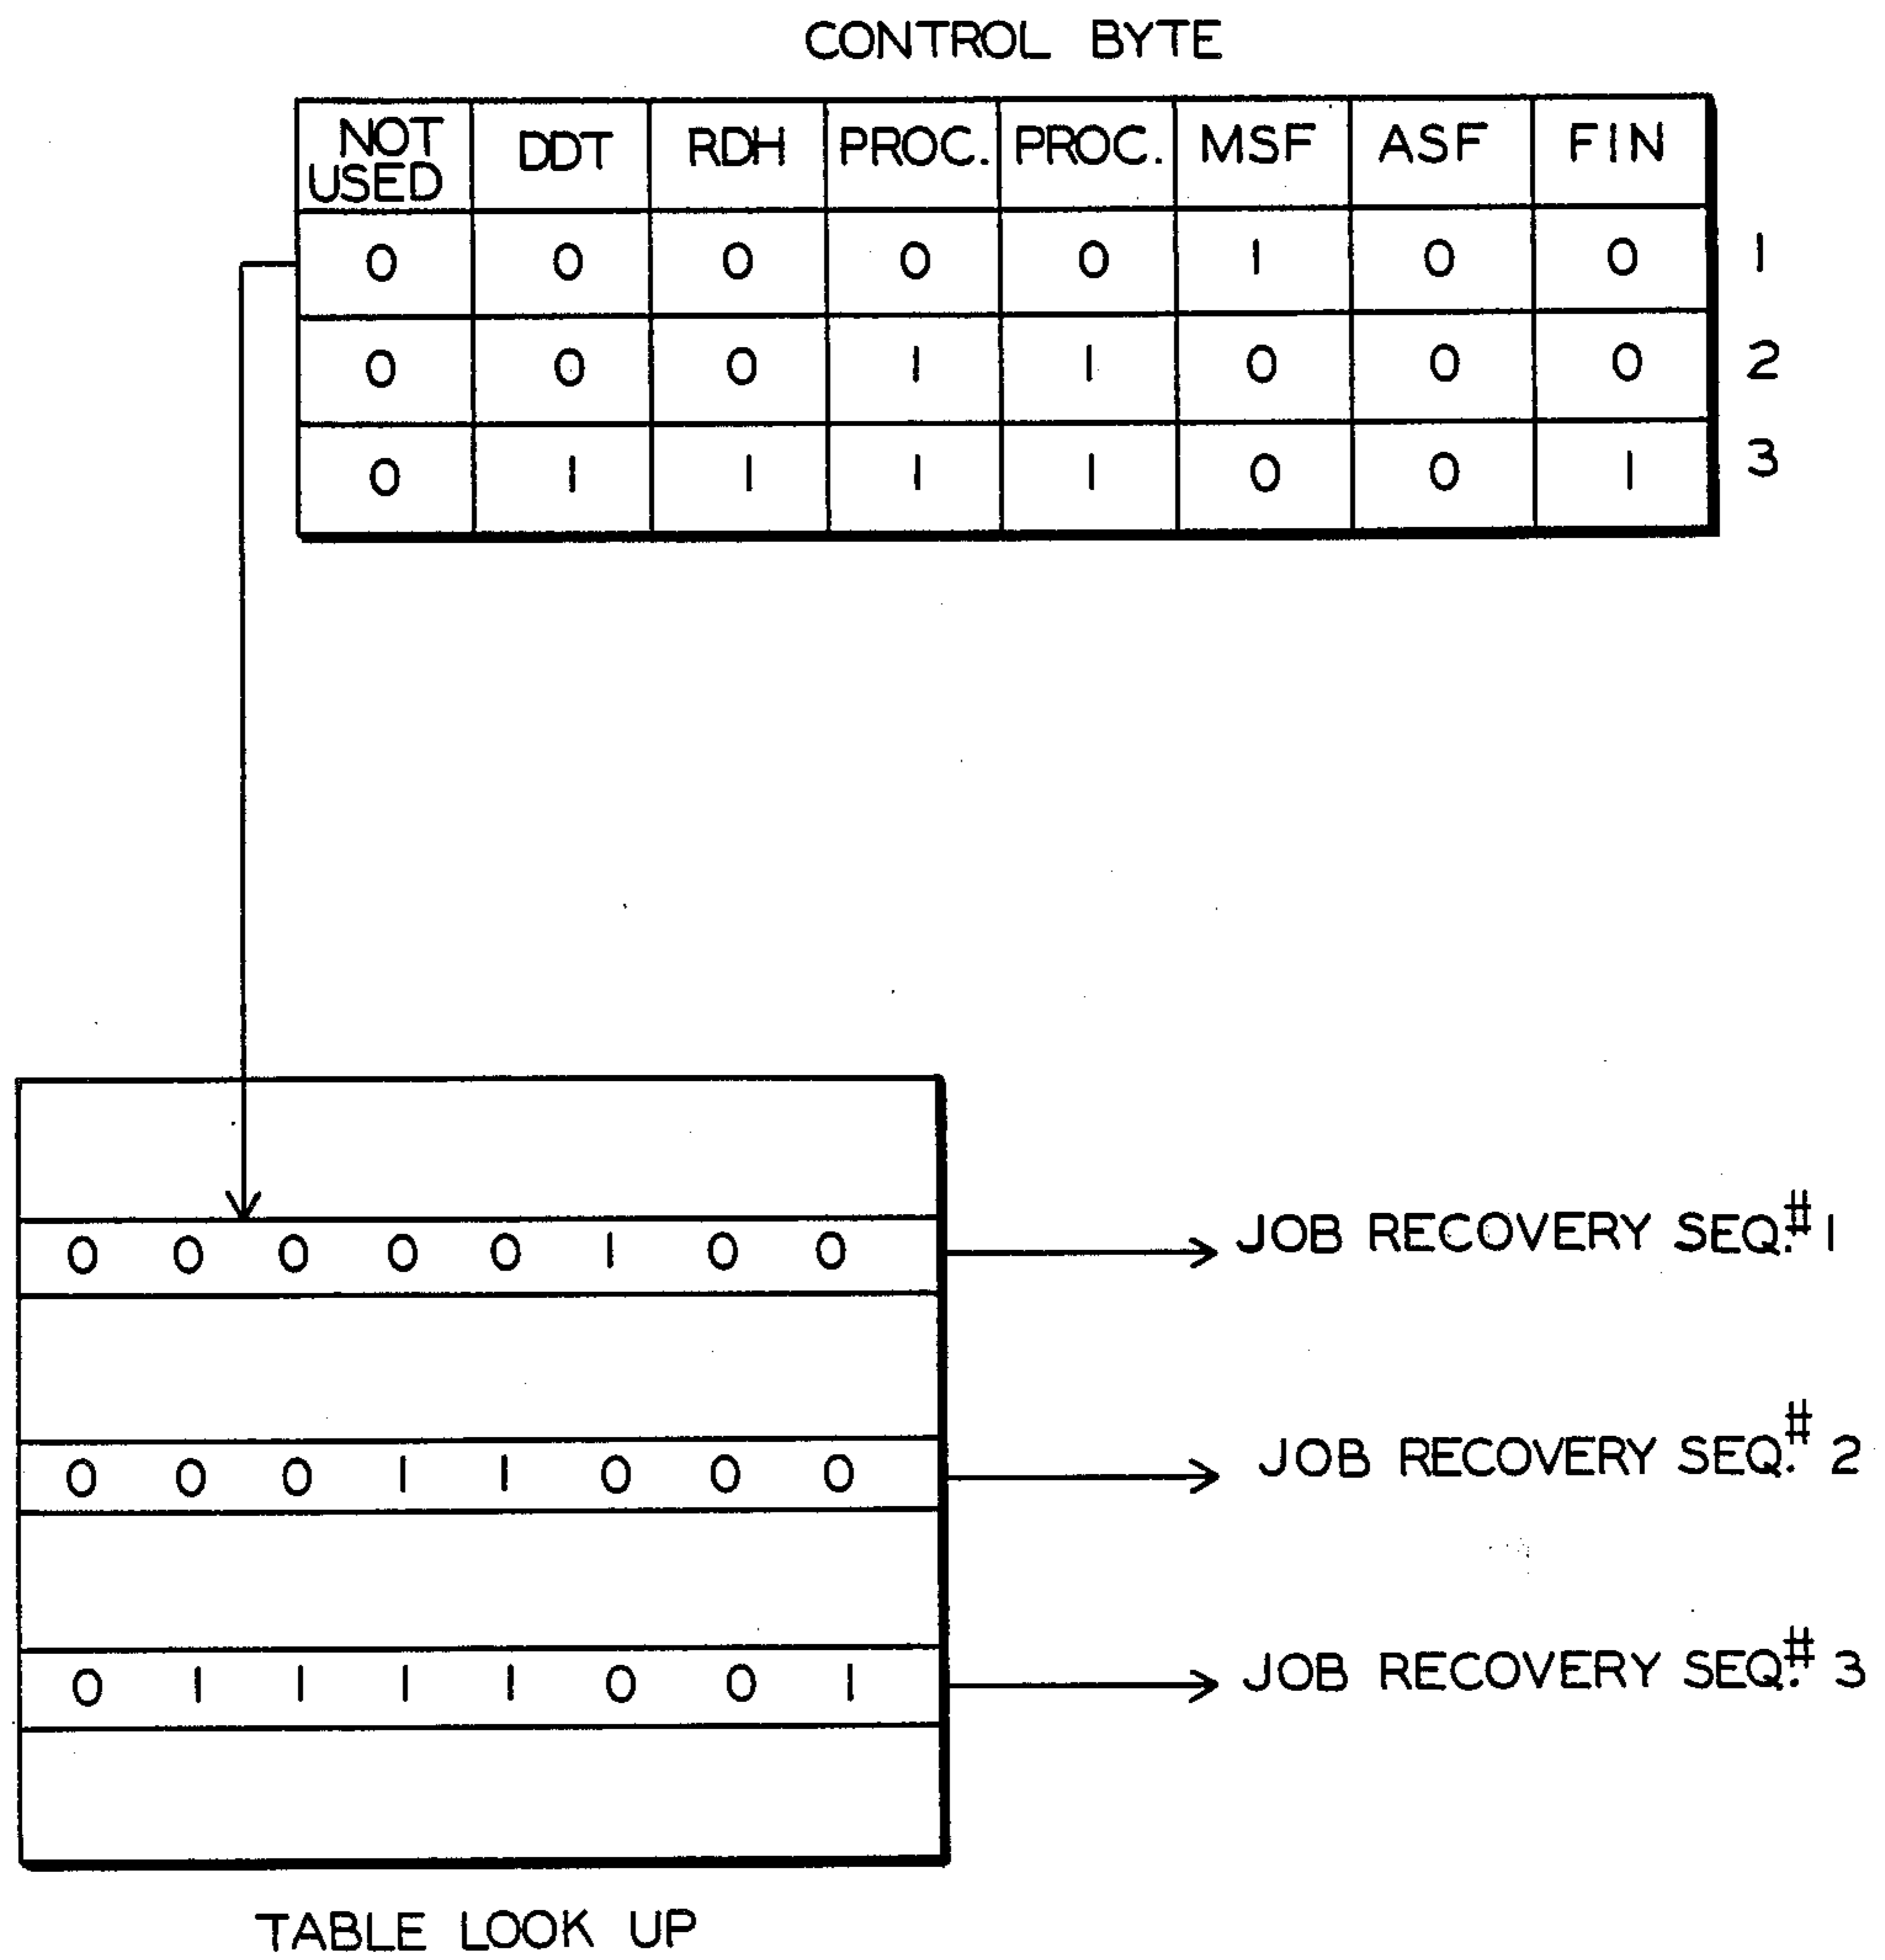 CONTROL BYTE
NOT USED DDT RDH PROC. PROC. MSF ASF FIN
0 0 0 0 0 1 0 0 1
0 0 0 1 1 0 0 0 2
0 1 1 1 1 0 0 1 3
0 0 0 0 0 1 0 0 JOB RECOVERY SEQ.# 1
0 0 0 1 1 0 0 0 JOB RECOVERY SEQ.# 2
0 1 1 1 1 0 0 1 JOB RECOVERY SEQ.# 3
TABLE LOOK UP